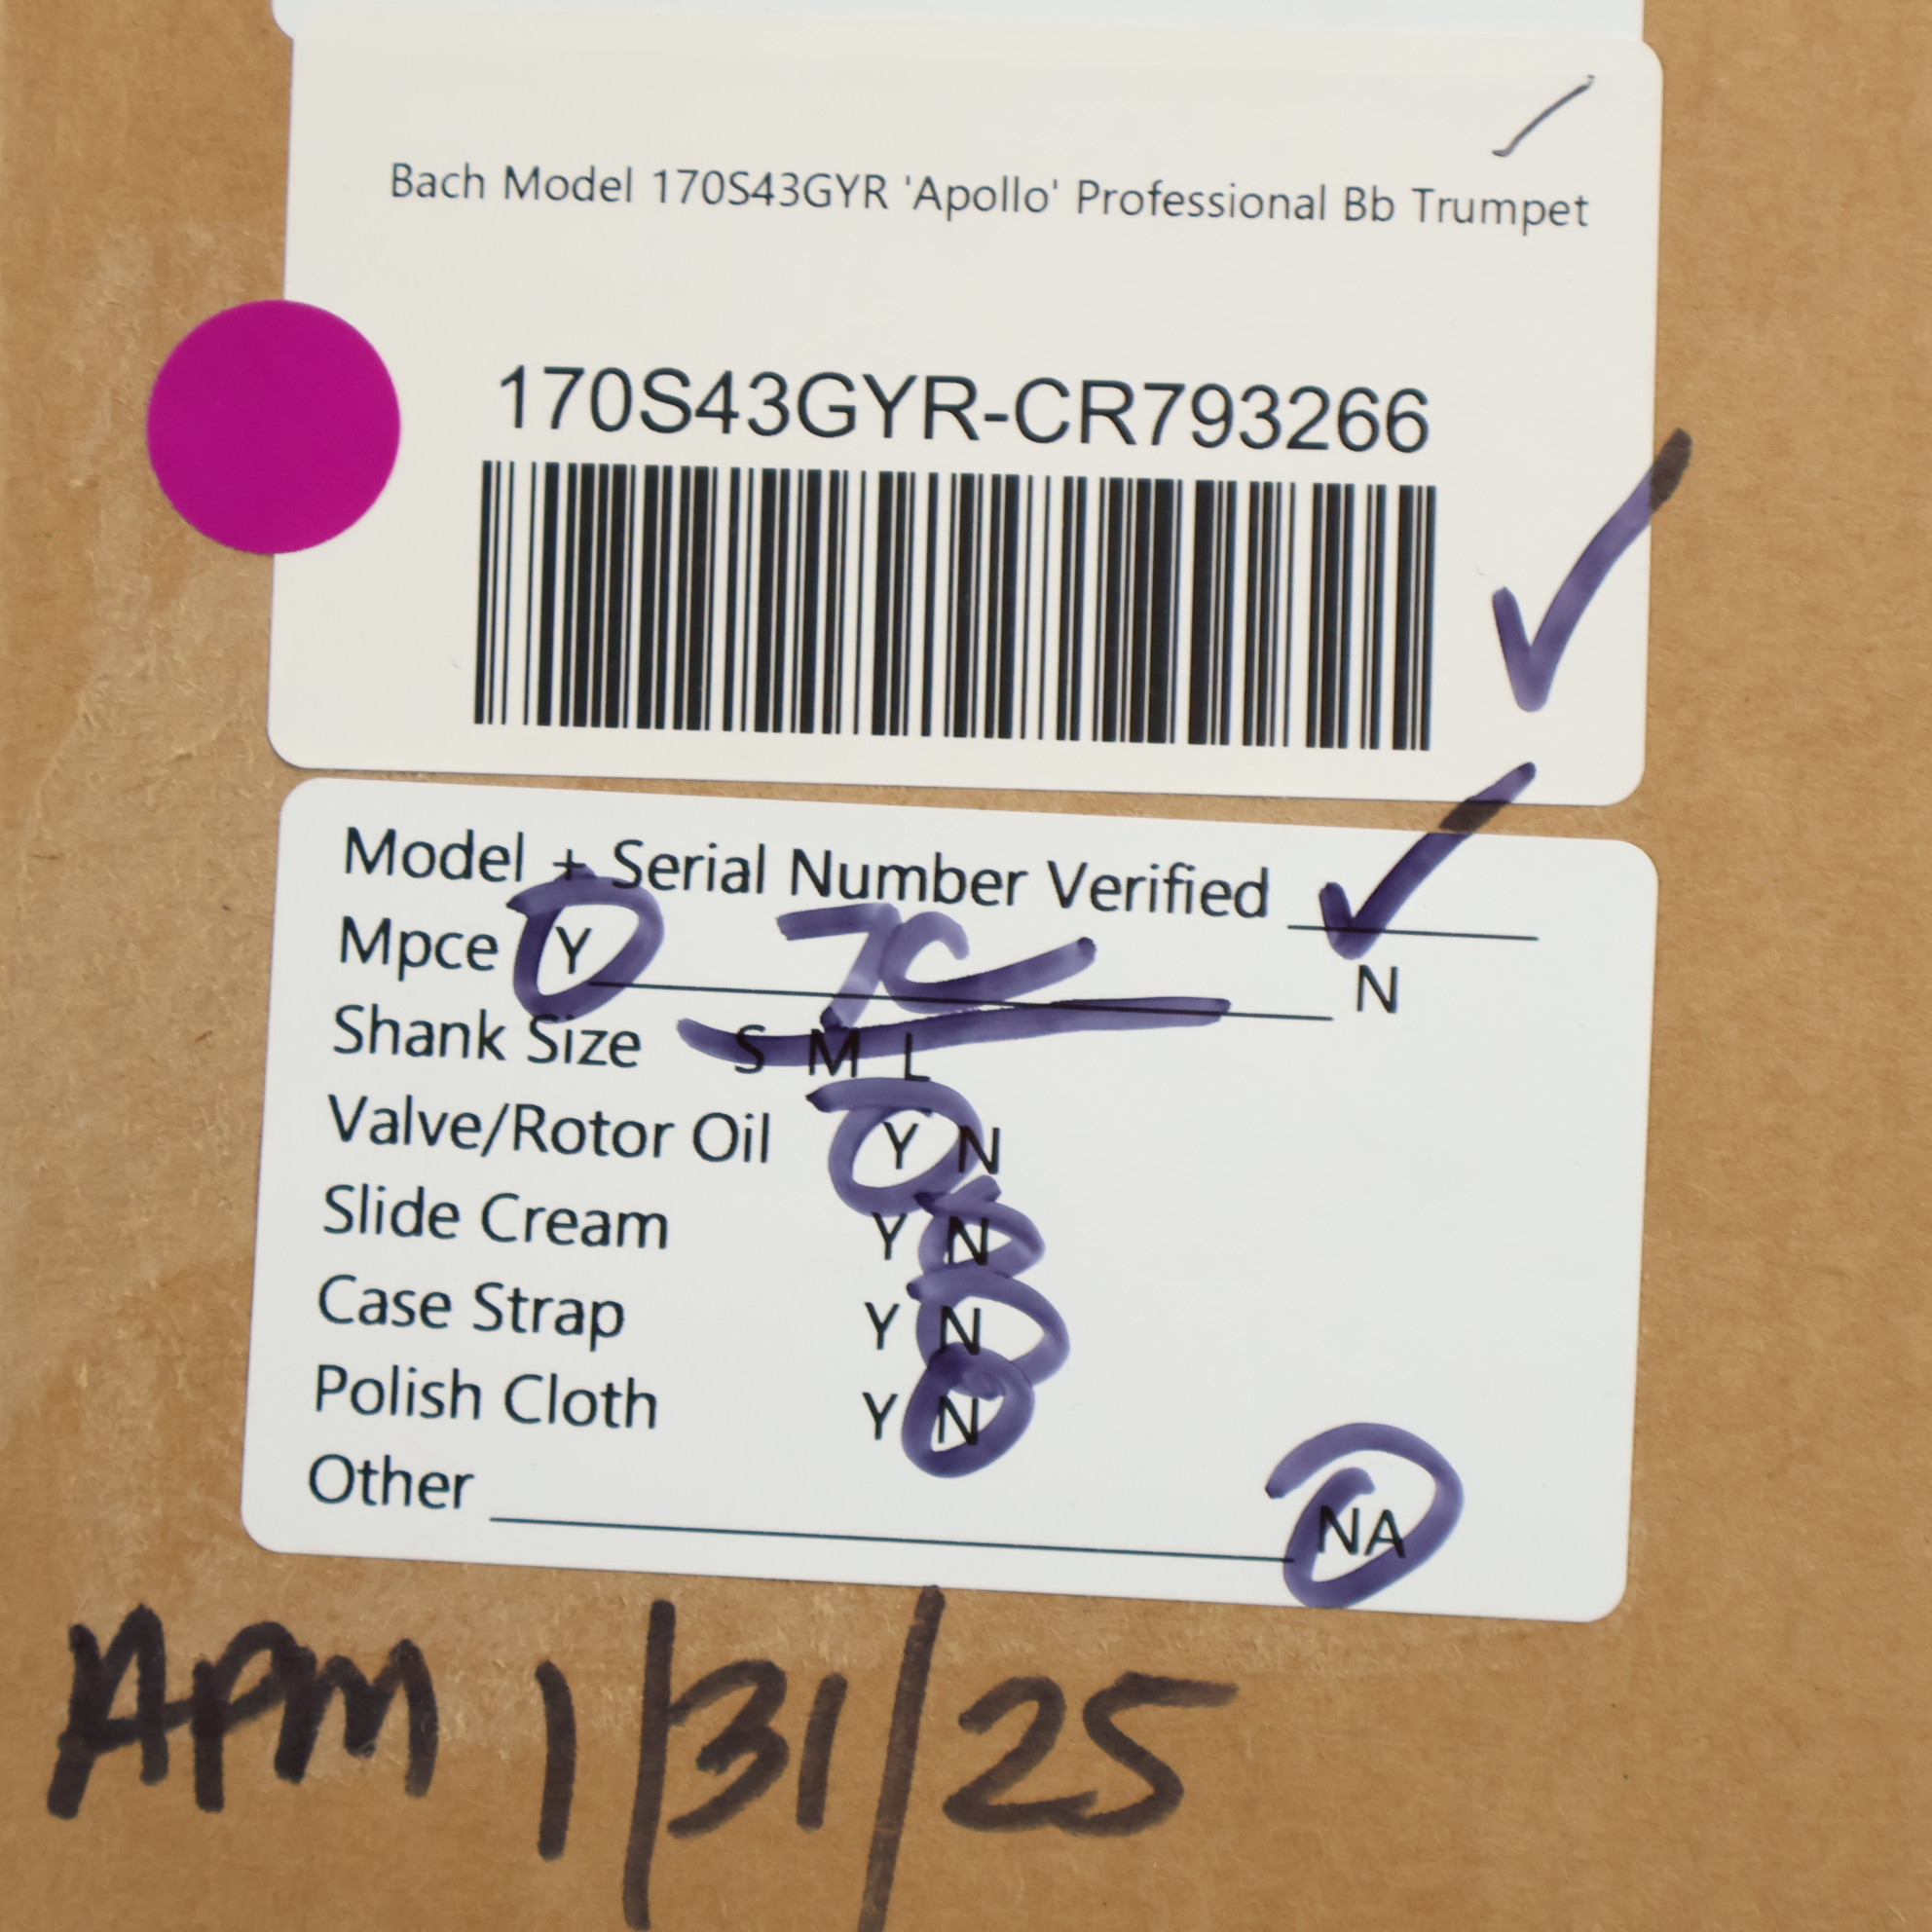 Bach Model 170S43GYR 'Apollo' Professional Bb Trumpet
170S43GYR-CR793266
Model + Serial Number Verified
Mpce Y 7C N
Shank Size S M L
Valve/Rotor Oil Y N
Slide Cream Y N
Case Strap Y N
Polish Cloth Y N
Other NA
APM 1/31/25